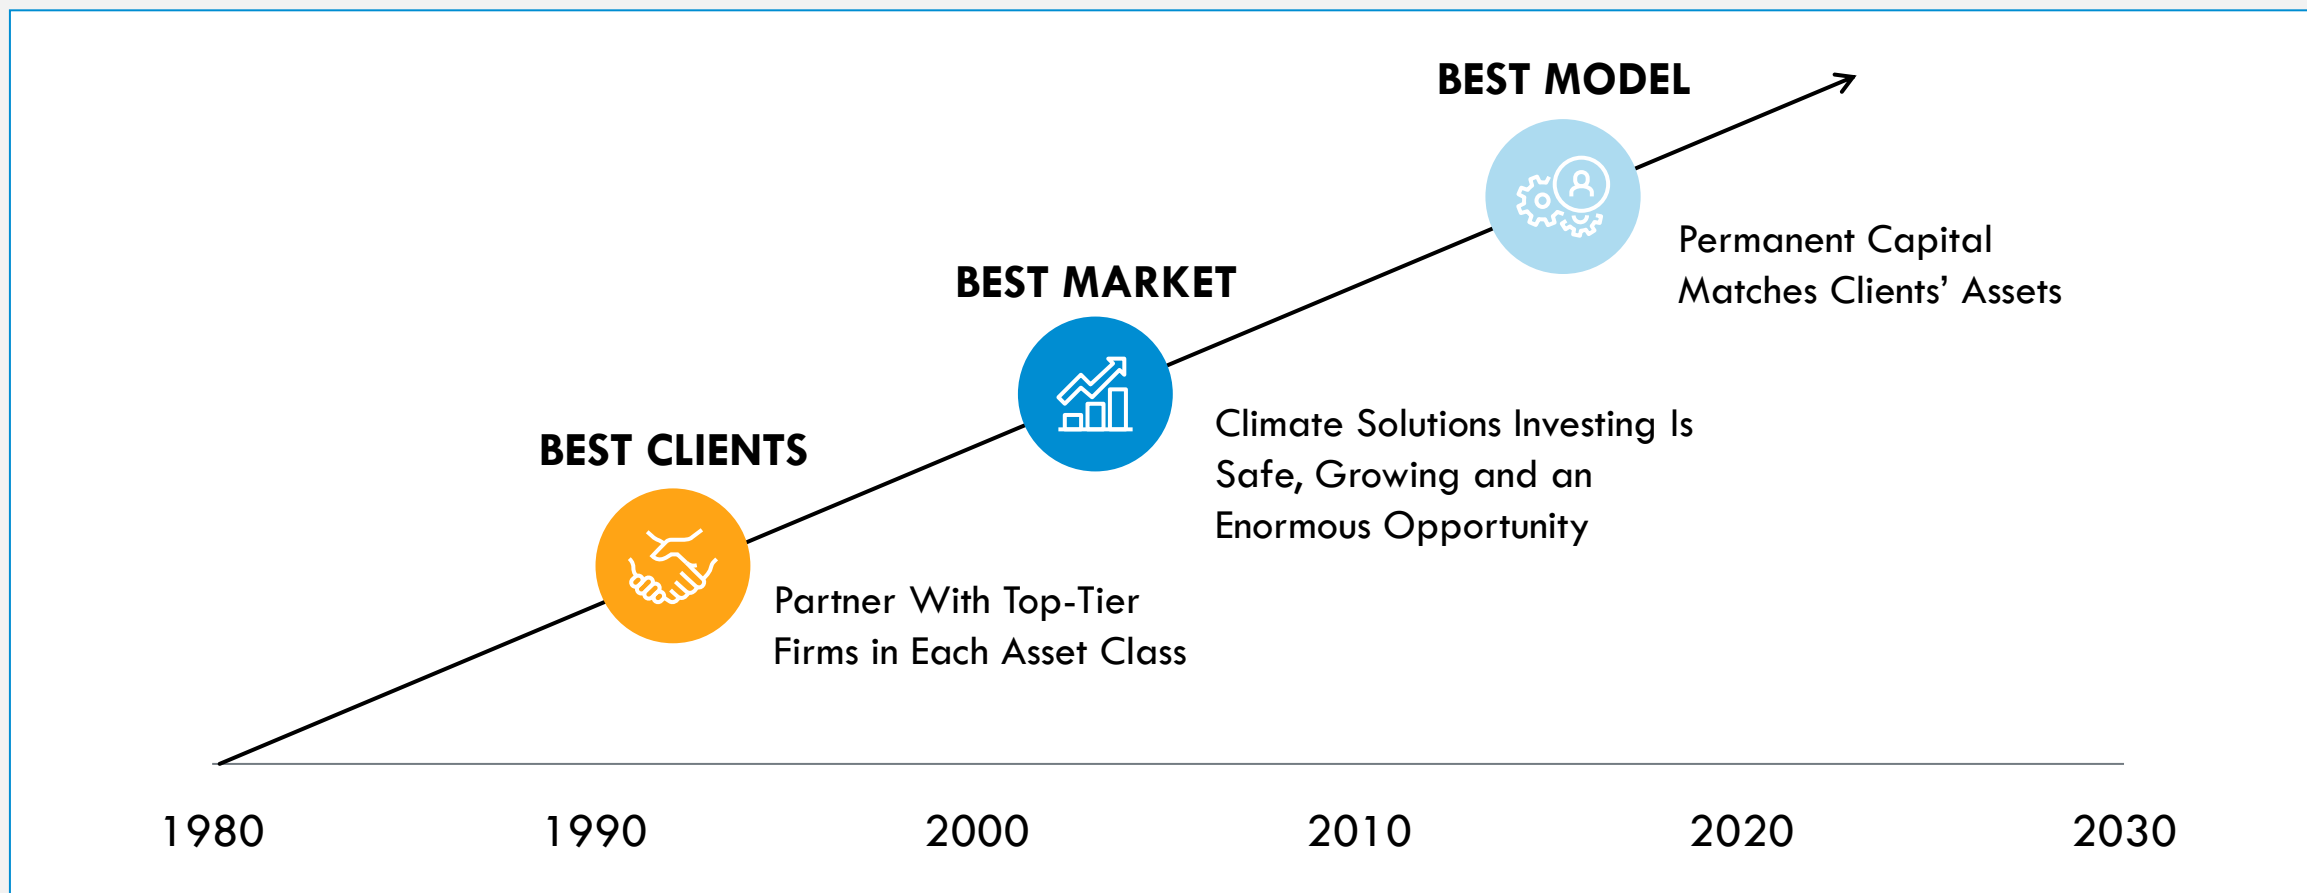 BEST MODEL
Permanent Capital
Matches Clients’ Assets
BEST MARKET
Climate Solutions Investing Is
Safe, Growing and an
Enormous Opportunity
BEST CLIENTS
Partner With Top-Tier
Firms in Each Asset Class
1980 1990 2000 2010 2020 2030